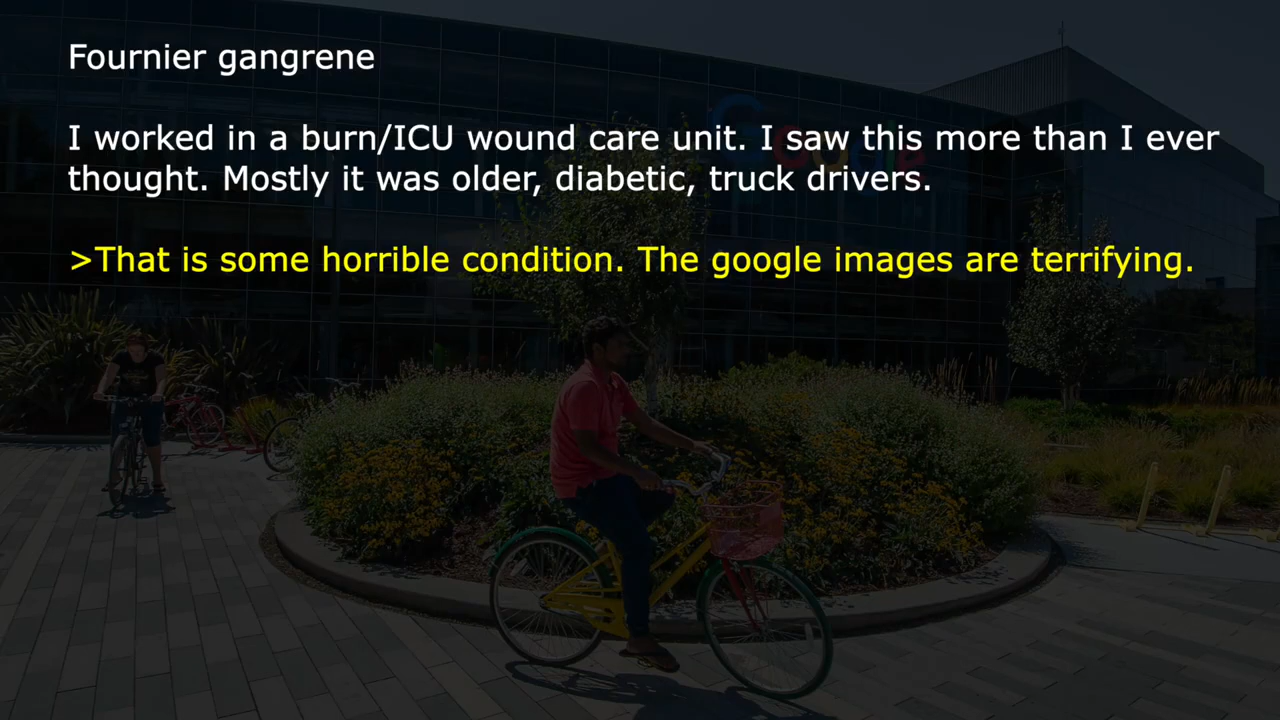 Fournier gangrene
I worked in a burn/ICU wound care unit. I saw this more than I ever
thought. Mostly it was older, diabetic, truck drivers.
>That is some horrible condition. The google images are terrifying.
Google